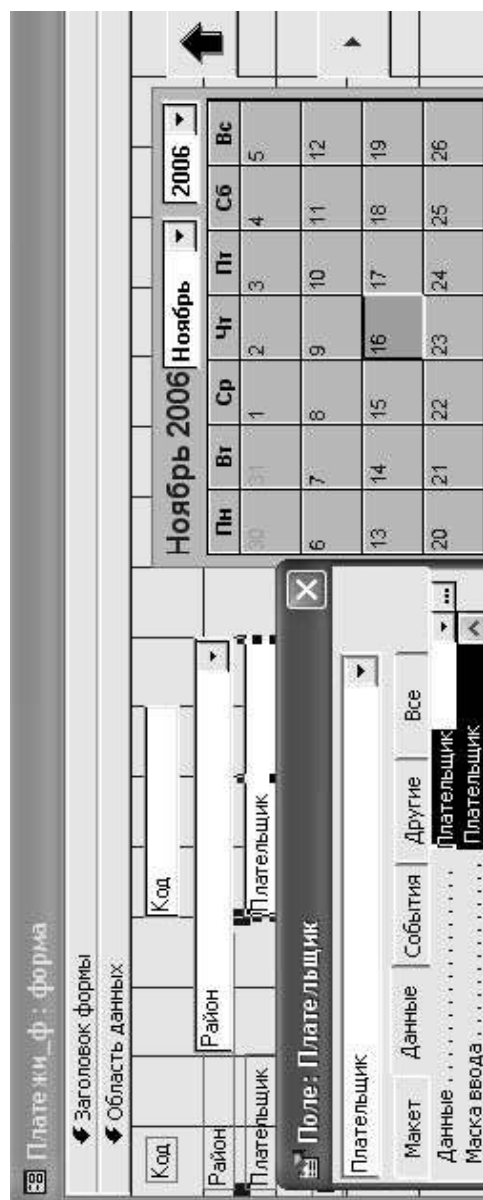 Платежи_ф : форма
Заголовок формы
Область данных
Код Код
Район Район
Плательщик Плательщик
Ноябрь 2006 Ноябрь 2006
Пн Вт Ср Чт Пт Сб Вс
30 31 1 2 3 4 5
6 7 8 9 10 11 12
13 14 15 16 17 18 19
20 21 22 23 24 25 26
Поле: Плательщик
Плательщик
Макет Данные События Другие Все
Данные . . . . . . . . . . . . . . . Плательщик ...
Маска ввода . . . . . . . . . . Плательщик